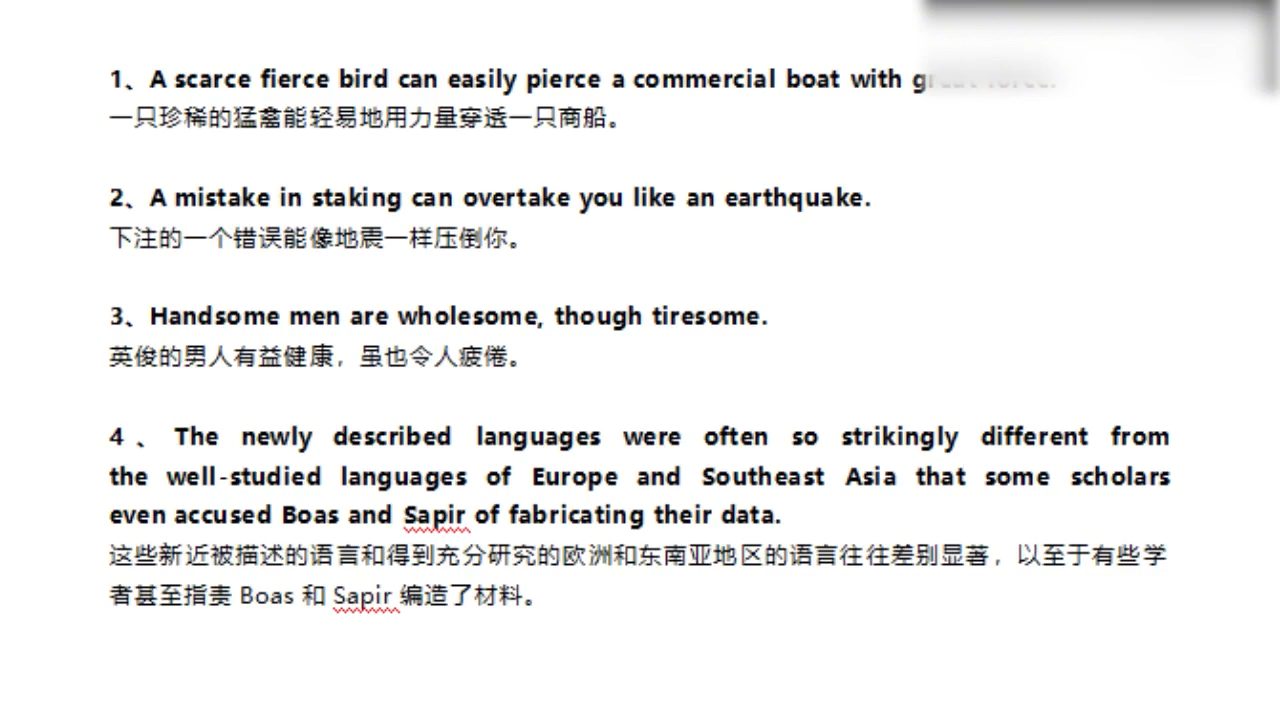 1、A scarce fierce bird can easily pierce a commercial boat with
一只珍稀的猛禽能轻易地用力量穿透一只商船。
2、A mistake in staking can overtake you like an earthquake.
下注的一个错误能像地震一样压倒你。
3、Handsome men are wholesome, though tiresome.
英俊的男人有益健康，虽也令人疲倦。
4、The newly described languages were often so strikingly different from
the well-studied languages of Europe and Southeast Asia that some scholars
even accused Boas and Sapir of fabricating their data.
这些新近被描述的语言和得到充分研究的欧洲和东南亚地区的语言往往差别显著，以至于有些学
者甚至指责 Boas 和 Sapir 编造了材料。